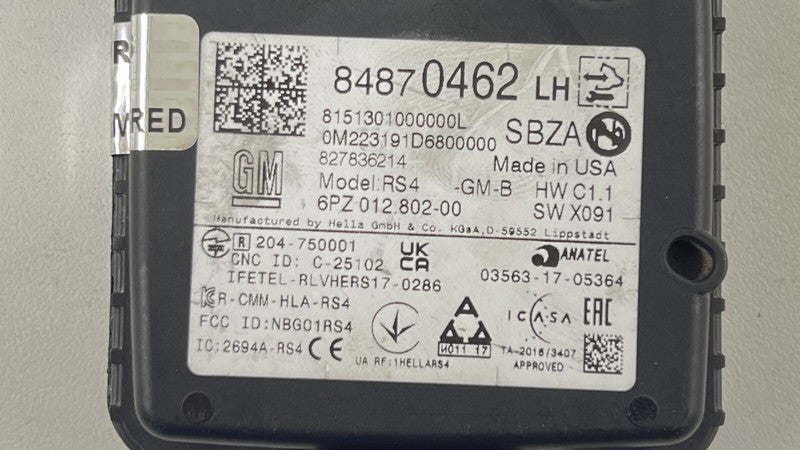 RED
84870462 LH
8151301000000L
0M223191D6800000 SBZA
827836214
Made in USA
GM
Model:RS4 -GM-B HW C1.1
6PZ 012.802-00 SW X091
Manufactured by Hella GmbH & Co. KGaA,D-59552 Lippstadt
R 204-750001 UK CA ANATEL
CNC ID: C-25102
IFETEL-RLVHERS17-0286 03563-17-05364
R-CMM-HLA-RS4
FCC ID:NBG01RS4
IC:2694A-RS4 CE
UA RF:1HELLARS4
A
И011 17
ICASA
TA-2016/3407
APPROVED
EAC